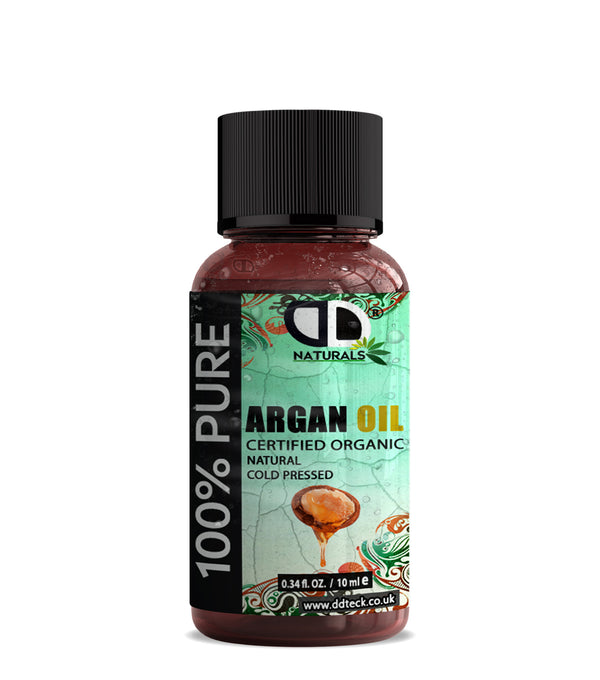 DD®
NATURALS
100% PURE
ARGAN OIL
CERTIFIED ORGANIC
NATURAL
COLD PRESSED
0.34 fl. OZ. / 10 ml e
www.ddteck.co.uk